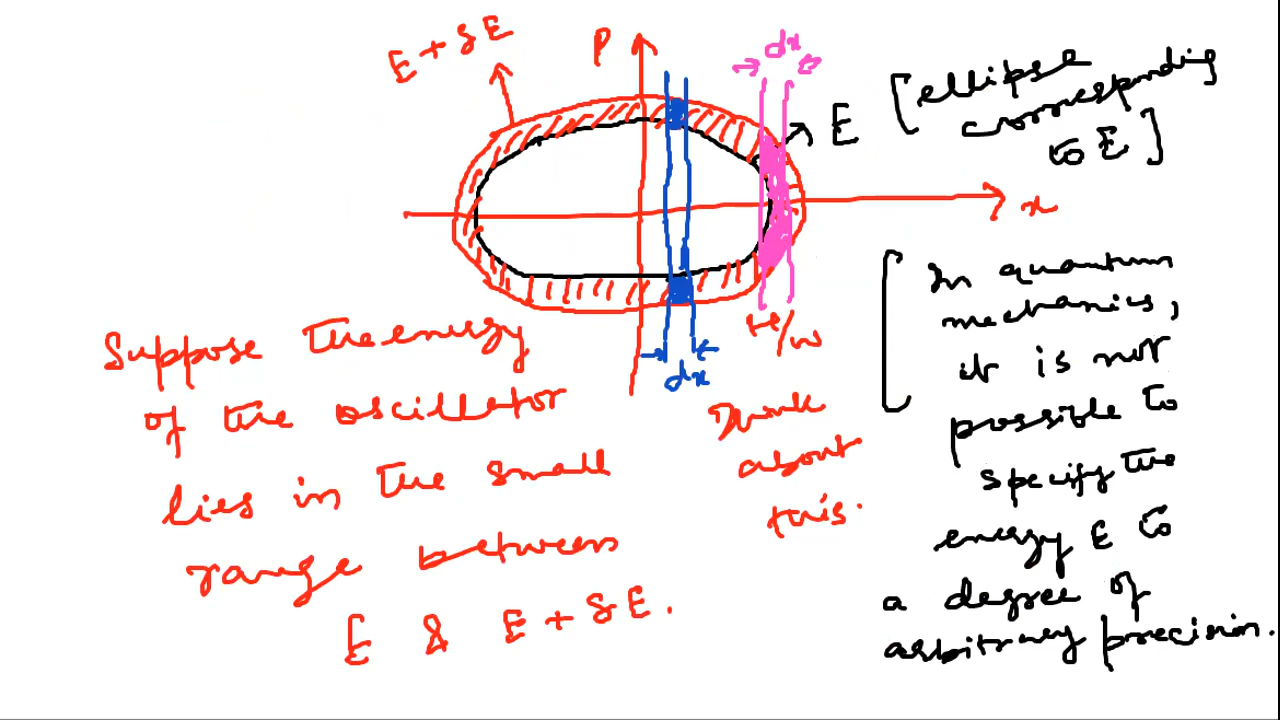 E + δE
P
dx
E [ellipse
corresponding
to E]
x
[In quantum
mechanics,
it is not
possible to
specify the
energy E to
a degree of
arbitrary precision.
dx
Suppose the energy
of the oscillator
lies in the small
range between
E & E + δE.
Think
about
this.